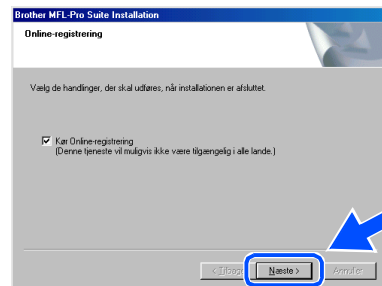 Brother MFL-Pro Suite Installation
Online-registrering
Vælg de handlinger, der skal udføres, når installationen er afsluttet.
Kør Online-registrering
(Denne tjeneste vil muligvis ikke være tilgængelig i alle lande.)
< Tilbage Næste > Annuller